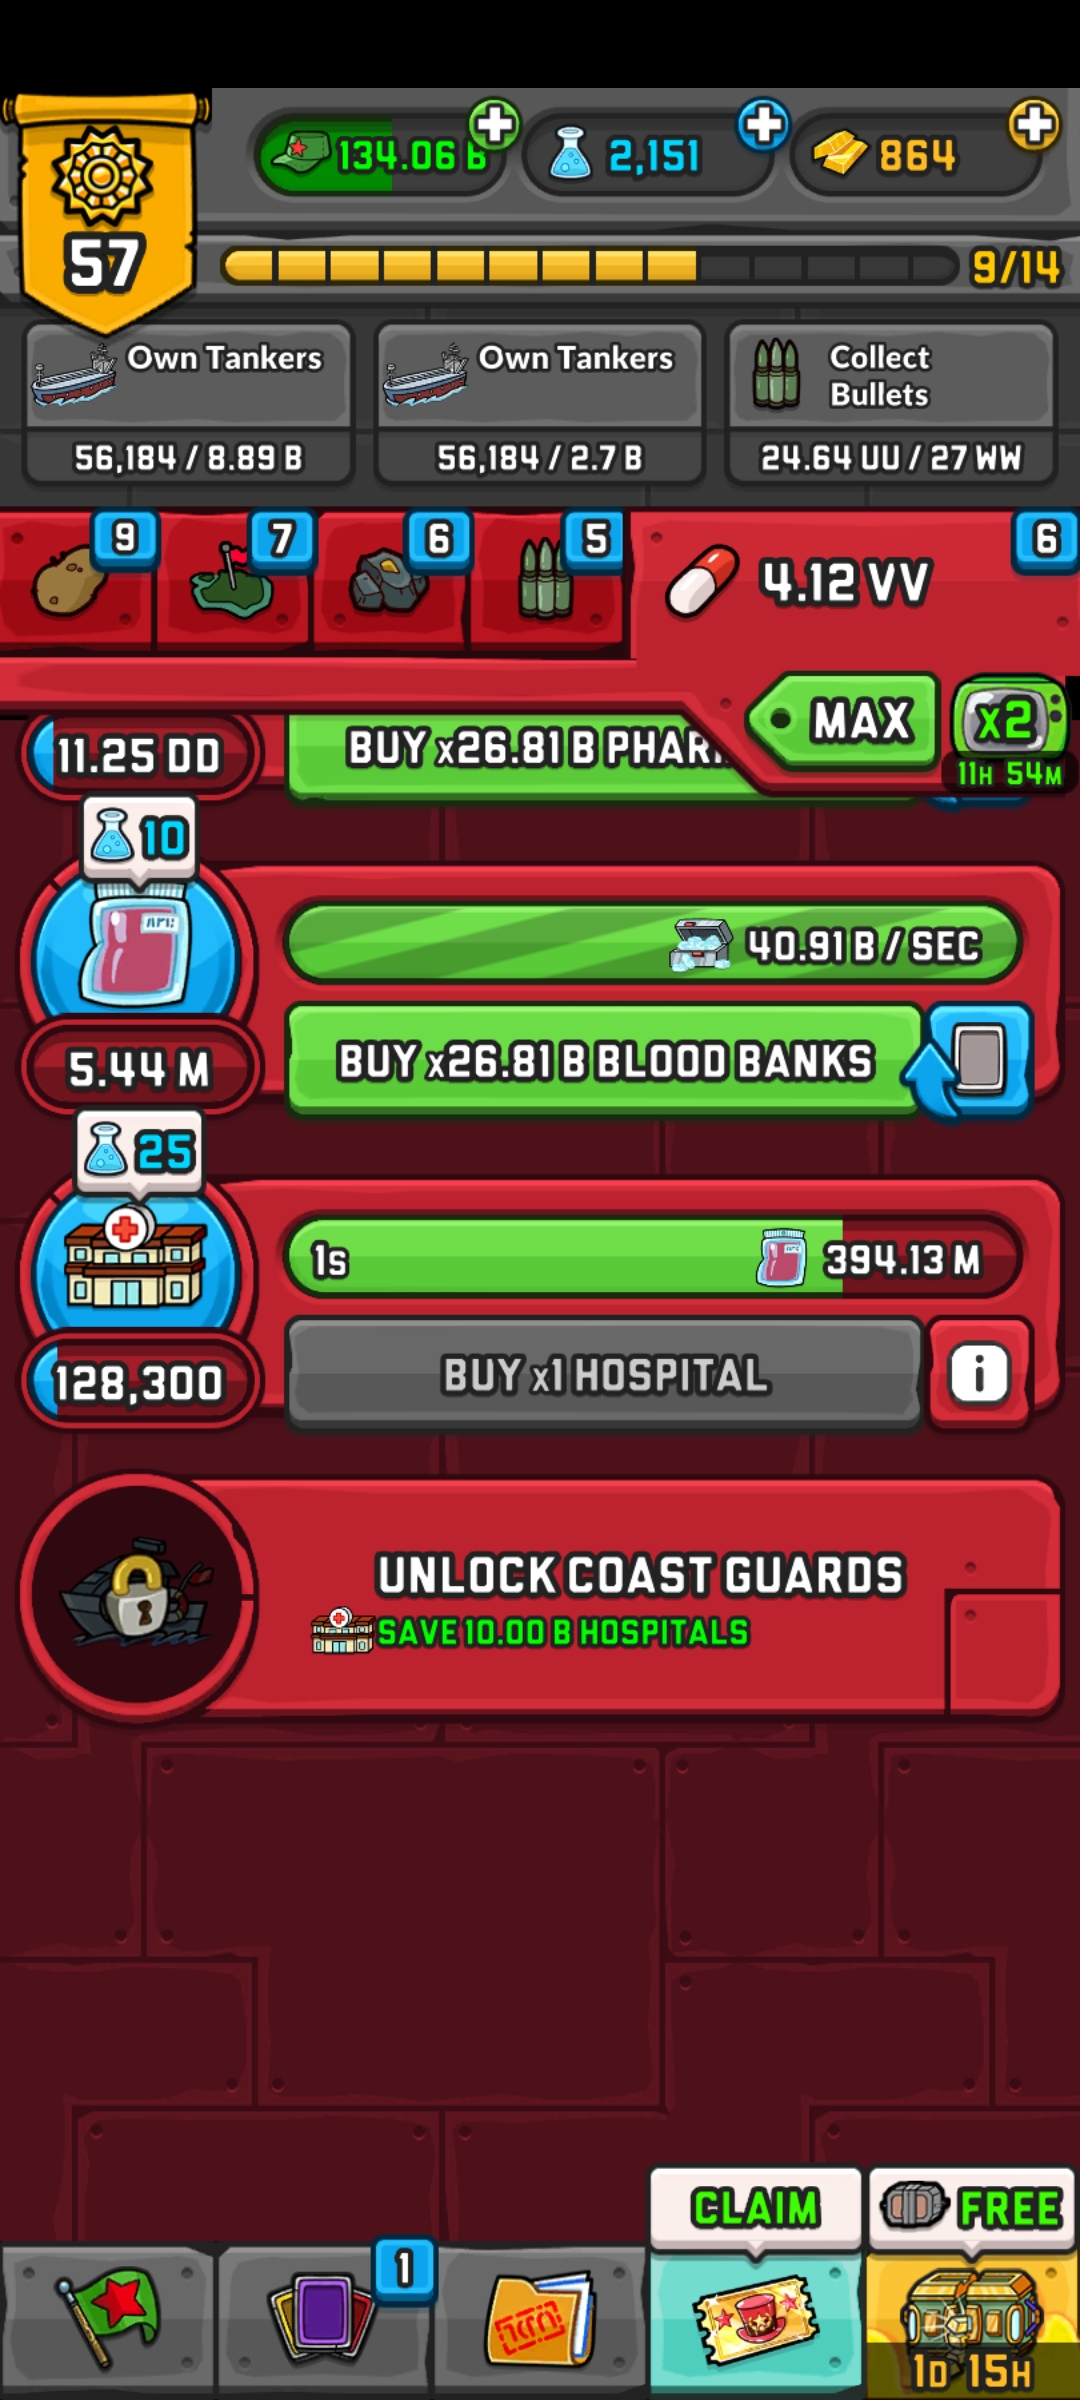 134.06 B
2,151
864
57
9/14
Own Tankers
56,184 / 8.89 B
Own Tankers
56,184 / 2.7 B
Collect
Bullets
24.64 UU / 27 WW
9
7
6
5
6
4.12 VV
MAX
x2
11H 54M
11.25 DD
BUY x26.81 B
10
40.91 B / SEC
5.44 M
BUY x26.81 B BLOOD BANKS
25
1s
394.13 M
128,300
BUY x1 HOSPITAL
i
UNLOCK COAST GUARDS
SAVE 10.00 B HOSPITALS
CLAIM
FREE
1
1D 15H